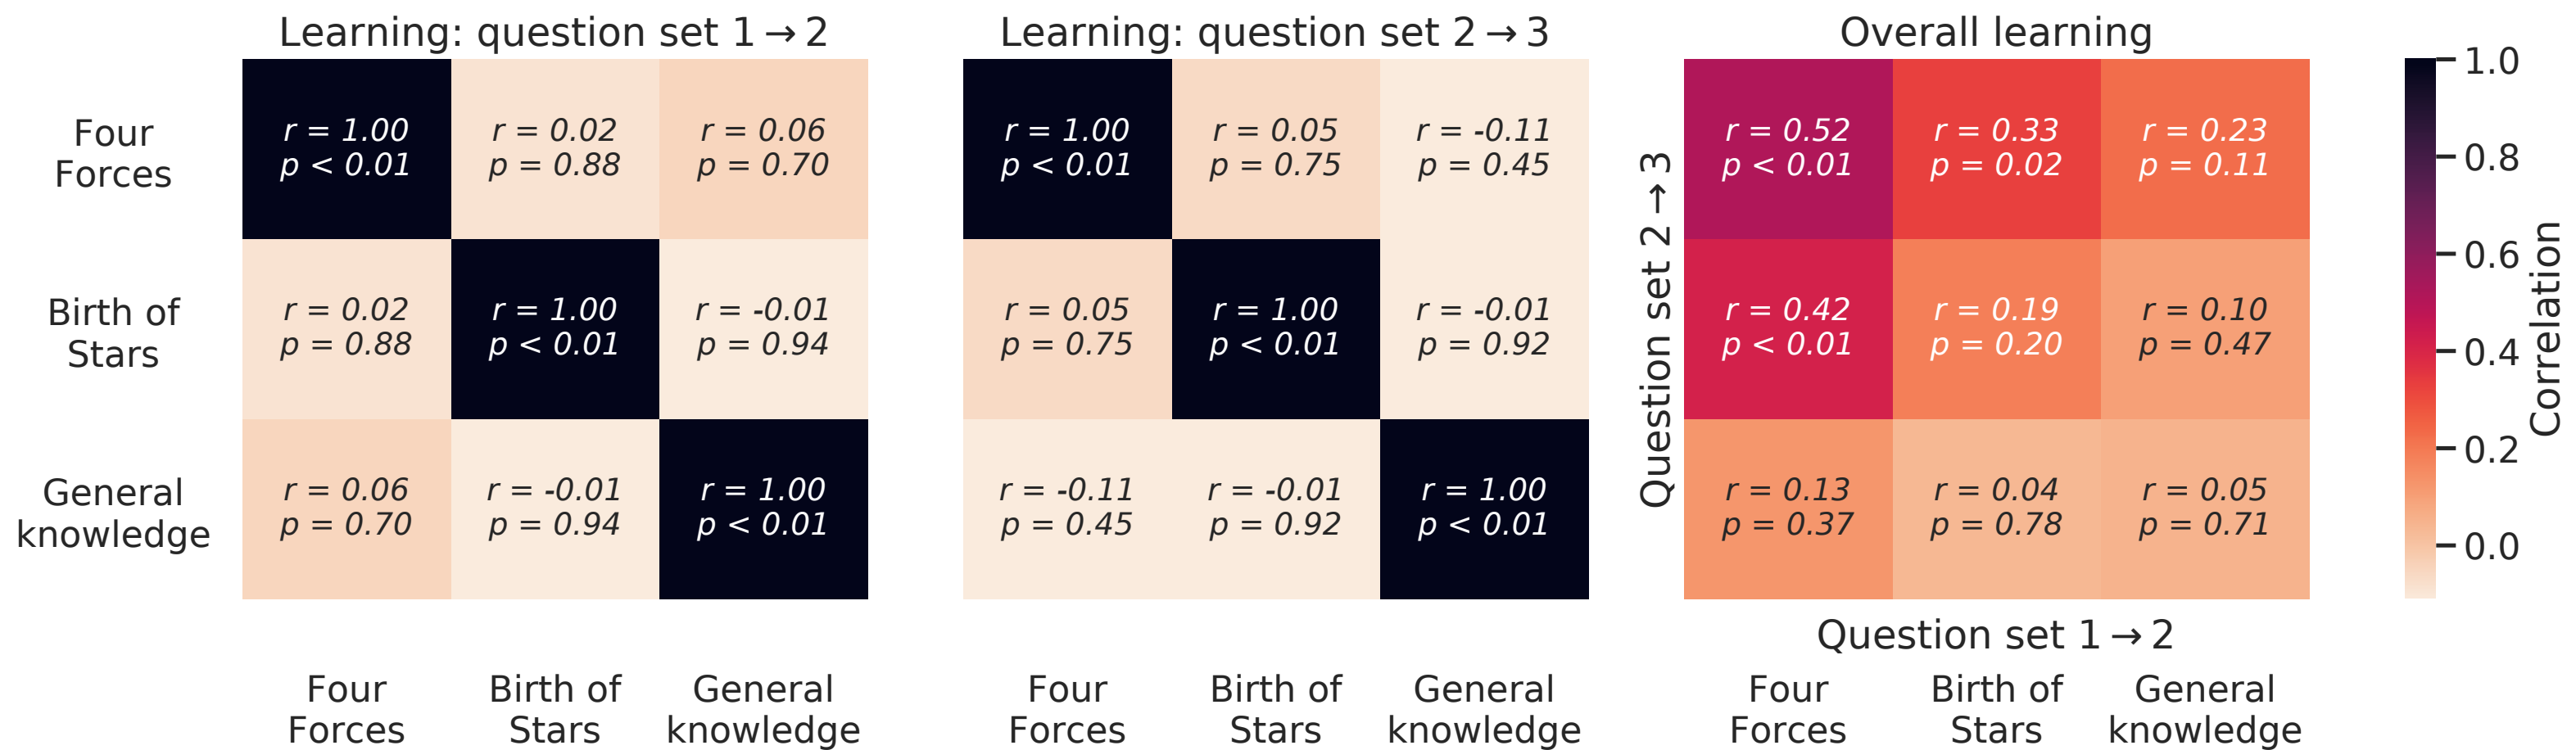 Learning: question set 1→2
Learning: question set 2→3
Overall learning
Four
Forces
Birth of
Stars
General
knowledge
r = 1.00
p < 0.01
r = 0.02
p = 0.88
r = 0.06
p = 0.70
r = 0.02
p = 0.88
r = 1.00
p < 0.01
r = -0.01
p = 0.94
r = 0.06
p = 0.70
r = -0.01
p = 0.94
r = 1.00
p < 0.01
Four
Forces
Birth of
Stars
General
knowledge
r = 1.00
p < 0.01
r = 0.05
p = 0.75
r = -0.11
p = 0.45
r = 0.05
p = 0.75
r = 1.00
p < 0.01
r = -0.01
p = 0.92
r = -0.11
p = 0.45
r = -0.01
p = 0.92
r = 1.00
p < 0.01
Four
Forces
Birth of
Stars
General
knowledge
Question set 2→3
r = 0.52
p < 0.01
r = 0.33
p = 0.02
r = 0.23
p = 0.11
r = 0.42
p < 0.01
r = 0.19
p = 0.20
r = 0.10
p = 0.47
r = 0.13
p = 0.37
r = 0.04
p = 0.78
r = 0.05
p = 0.71
Question set 1→2
Four
Forces
Birth of
Stars
General
knowledge
1.0
0.8
0.6
0.4
0.2
0.0
Correlation